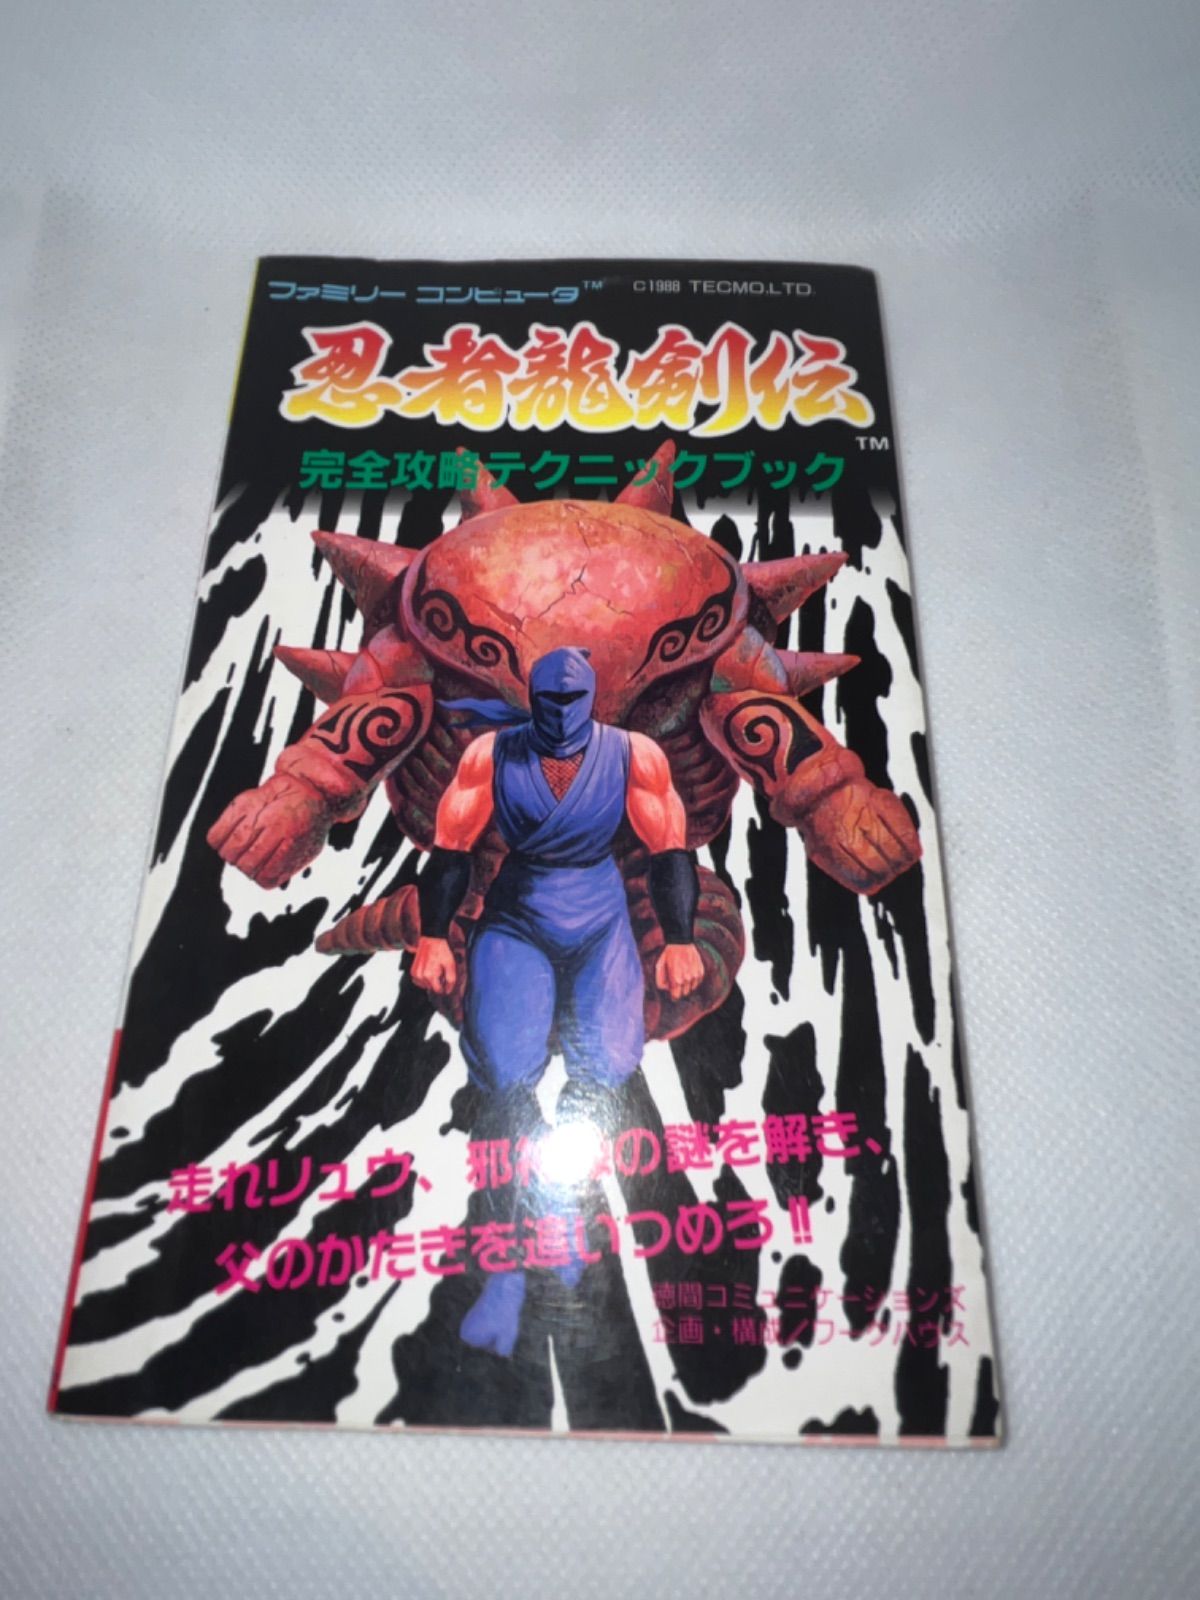 ファミリー コンピュータ™ ©1988 TECMO.LTD.
忍者龍剣伝™
完全攻略テクニックブック
走れリュウ、邪神像の謎を解き、
父のかたきを追いつめろ!!
徳間コミュニケーションズ
企画・構成/ワークハウス